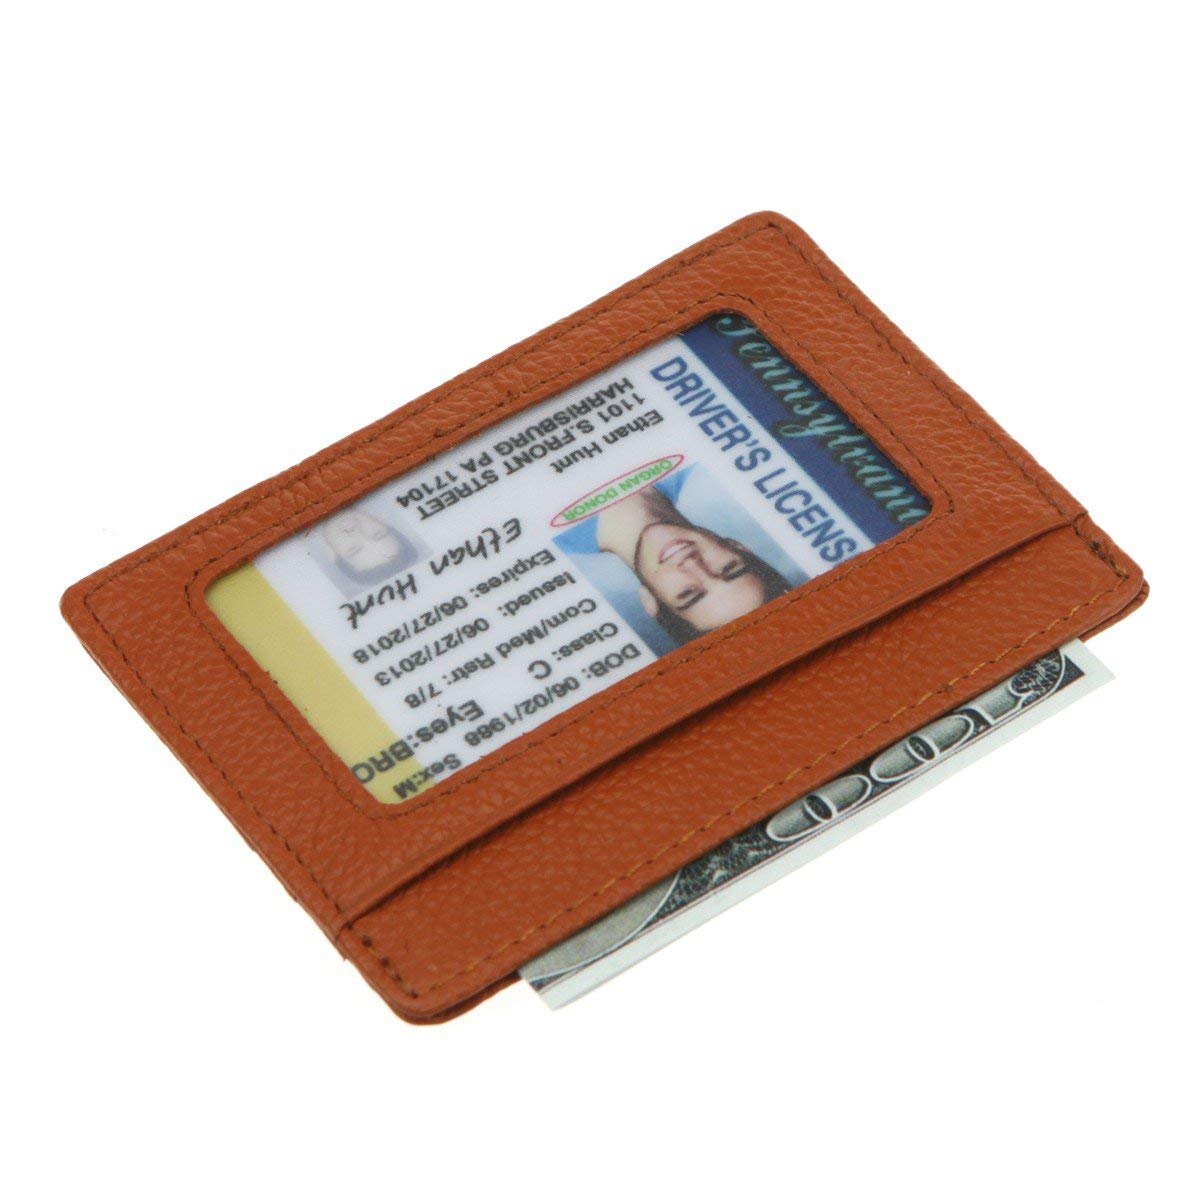 Pennsylvani
DRIVER'S LICENS
Ethan Hunt
1101 S.FRONT STREET
HARRISBURG PA 17104
ORGAN DONOR
Ethan Hunt
DOB: 06/02/1988 Sex:M
Class: C Eyes:BRO
Com/Med Rstr: 7/8
Issued: 06/27/2013
Expires: 06/27/2018